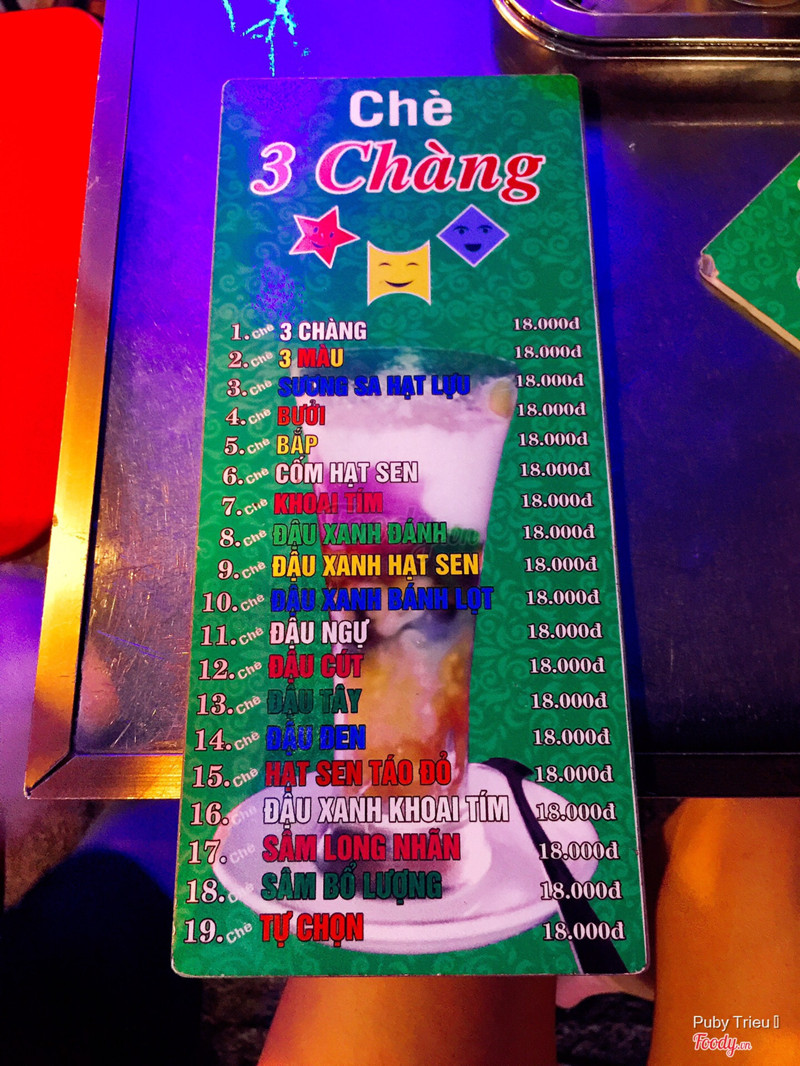 Chè
3 Chàng
1. Chè 3 CHÀNG 18.000đ
2. Chè 3 MÀU 18.000đ
3. Chè SƯƠNG SA HẠT LỰU 18.000đ
4. Chè BƯỞI 18.000đ
5. Chè BẮP 18.000đ
6. Chè CỐM HẠT SEN 18.000đ
7. Chè KHOAI TÍM 18.000đ
8. Chè ĐẬU XANH ĐÁNH 18.000đ
9. Chè ĐẬU XANH HẠT SEN 18.000đ
10. Chè ĐẬU XANH BÁNH LỌT 18.000đ
11. Chè ĐẬU NGỰ 18.000đ
12. Chè ĐẬU CÚT 18.000đ
13. Chè ĐẬU TÂY 18.000đ
14. Chè ĐẬU ĐEN 18.000đ
15. Chè HẠT SEN TÁO ĐỎ 18.000đ
16. Chè ĐẬU XANH KHOAI TÍM 18.000đ
17. Chè SÂM LONG NHÃN 18.000đ
18. Chè SÂM BỔ LƯỢNG 18.000đ
19. Chè TỰ CHỌN 18.000đ
Puby Trieu
Foody.vn